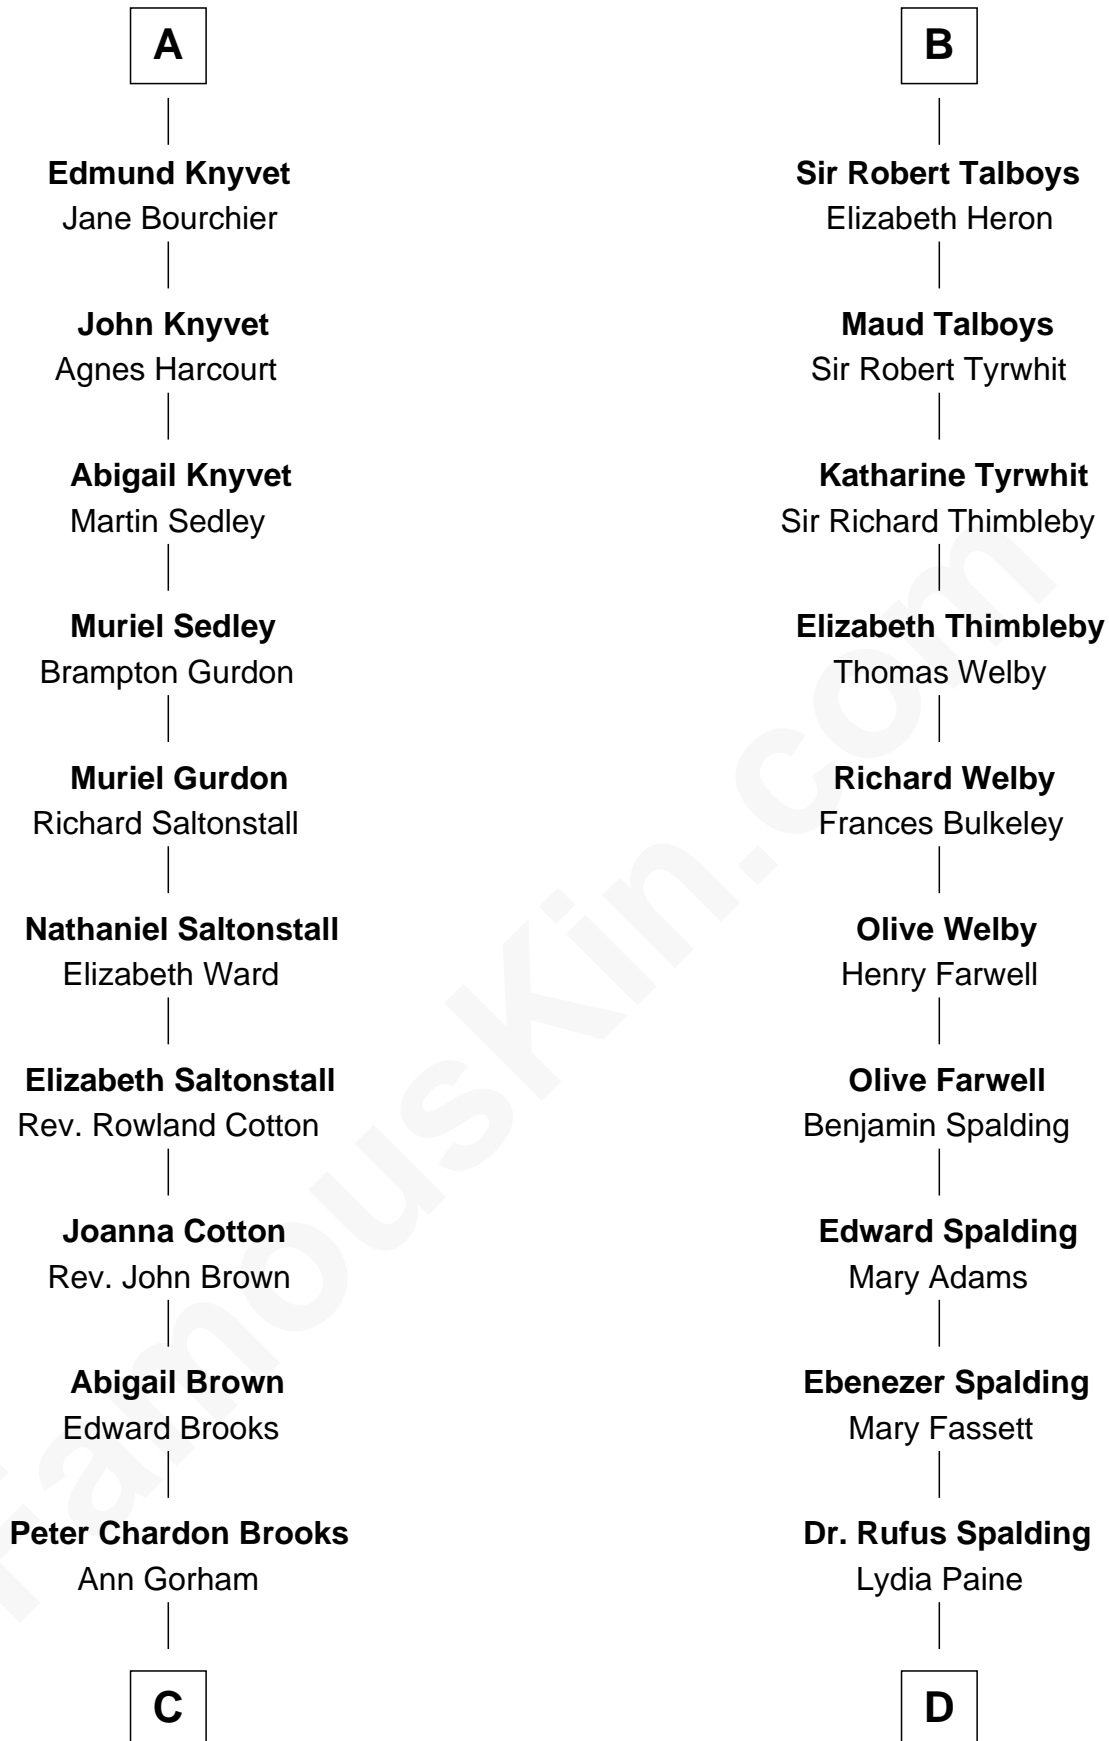 A
Edmund Knyvet
Jane Bourchier
John Knyvet
Agnes Harcourt
Abigail Knyvet
Martin Sedley
Muriel Sedley
Brampton Gurdon
Muriel Gurdon
Richard Saltonstall
Nathaniel Saltonstall
Elizabeth Ward
Elizabeth Saltonstall
Rev. Rowland Cotton
Joanna Cotton
Rev. John Brown
Abigail Brown
Edward Brooks
Peter Chardon Brooks
Ann Gorham
C
B
Sir Robert Talboys
Elizabeth Heron
Maud Talboys
Sir Robert Tyrwhit
Katharine Tyrwhit
Sir Richard Thimbleby
Elizabeth Thimbleby
Thomas Welby
Richard Welby
Frances Bulkeley
Olive Welby
Henry Farwell
Olive Farwell
Benjamin Spalding
Edward Spalding
Mary Adams
Ebenezer Spalding
Mary Fassett
Dr. Rufus Spalding
Lydia Paine
D
FamousKin.com